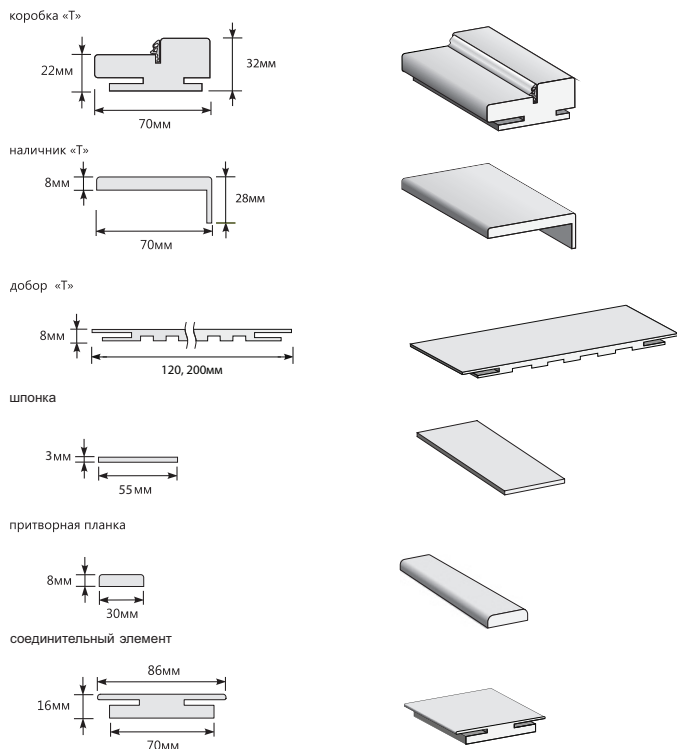 коробка «Т»
22мм
32мм
70мм
наличник «Т»
8мм
28мм
70мм
добор «Т»
8мм
120, 200мм
шпонка
3мм
55мм
притворная планка
8мм
30мм
соединительный элемент
86мм
16мм
70мм